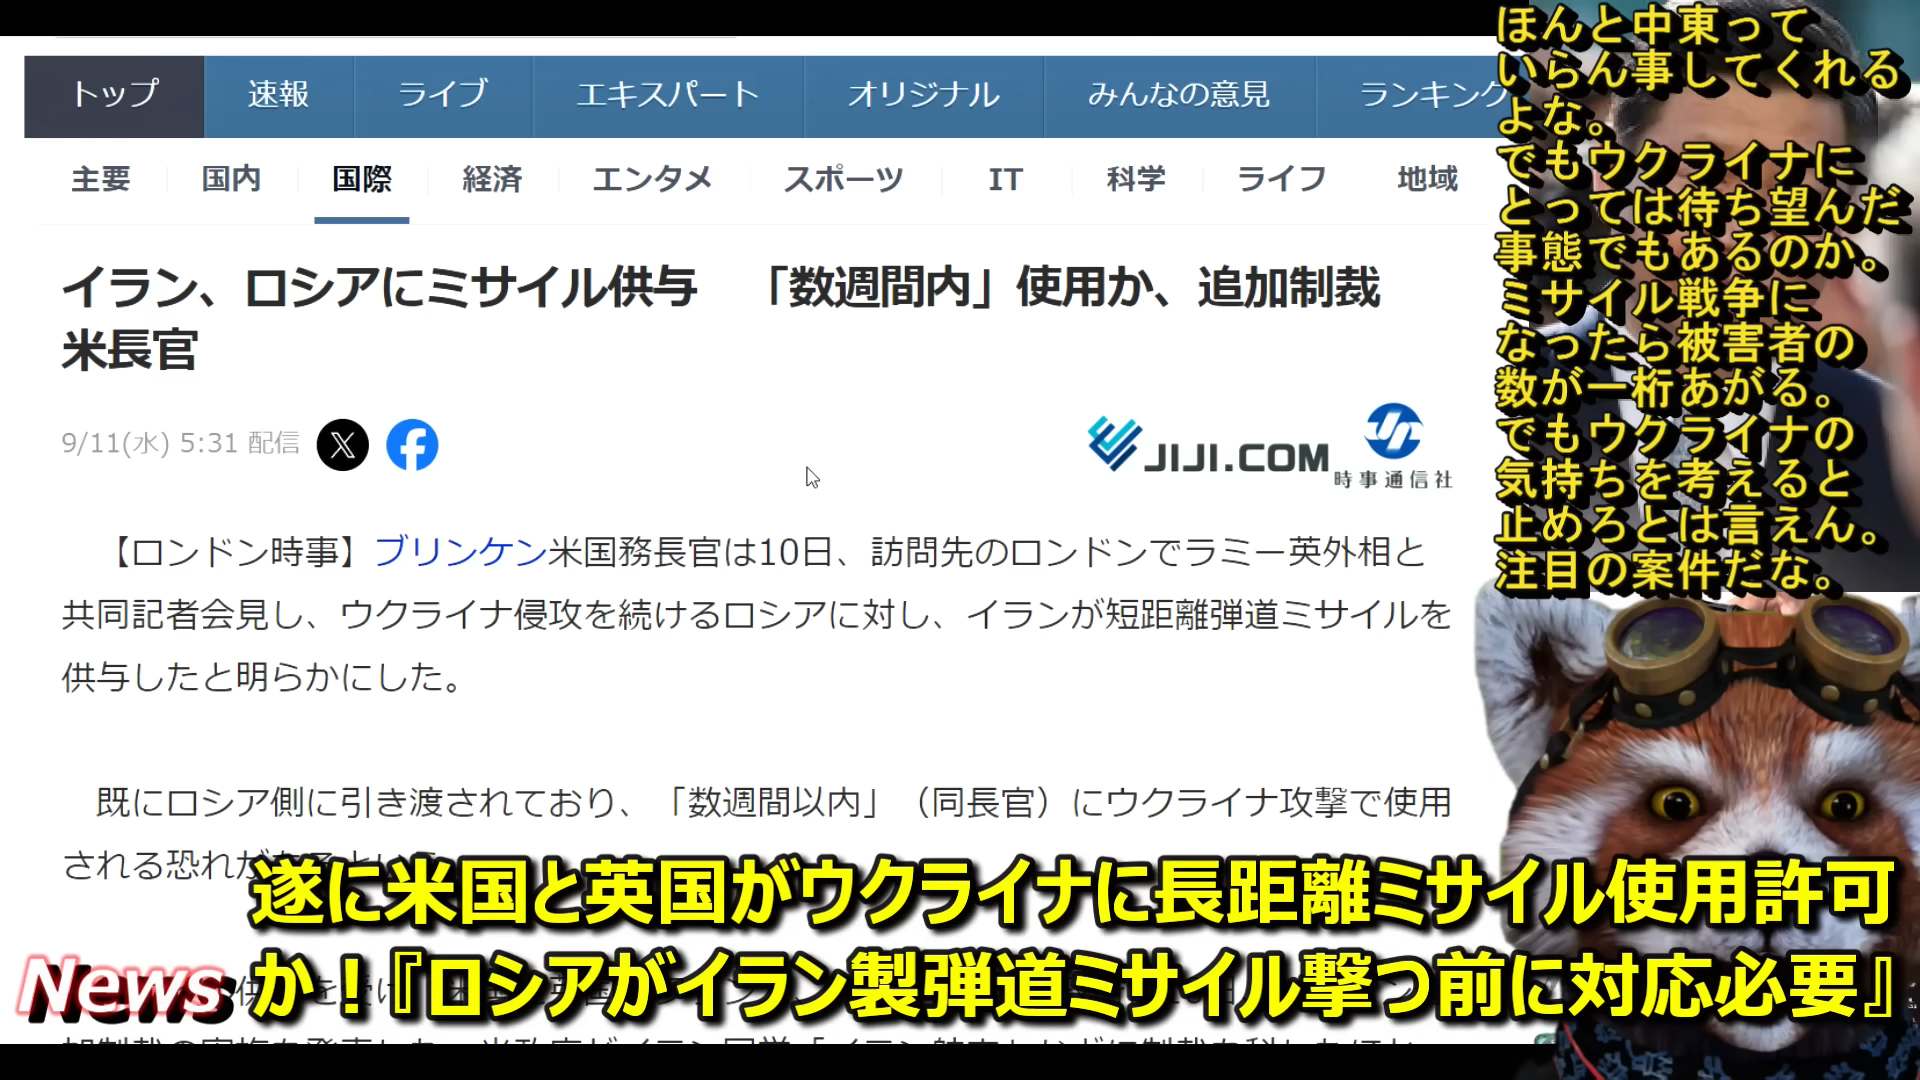 トップ 速報 ライブ エキスパート オリジナル みんなの意見 ランキング
主要 国内 国際 経済 エンタメ スポーツ IT 科学 ライフ 地域
イラン、ロシアにミサイル供与 「数週間内」使用か、追加制裁
米長官
9/11(水) 5:31 配信
JIJI.COM
時事通信社
【ロンドン時事】ブリンケン米国務長官は10日、訪問先のロンドンでラミー英外相と
共同記者会見し、ウクライナ侵攻を続けるロシアに対し、イランが短距離弾道ミサイルを
供与したと明らかにした。
既にロシア側に引き渡されており、「数週間以内」（同長官）にウクライナ攻撃で使用
される恐れが
ほんと中東って
いらん事してくれる
よな。
でもウクライナに
とっては待ち望んだ
事態でもあるのか。
ミサイル戦争に
なったら被害者の
数が一桁あがる。
でもウクライナの
気持ちを考えると
止めろとは言えん。
注目の案件だな。
遂に米国と英国がウクライナに長距離ミサイル使用許可
か！『ロシアがイラン製弾道ミサイル撃つ前に対応必要』
News